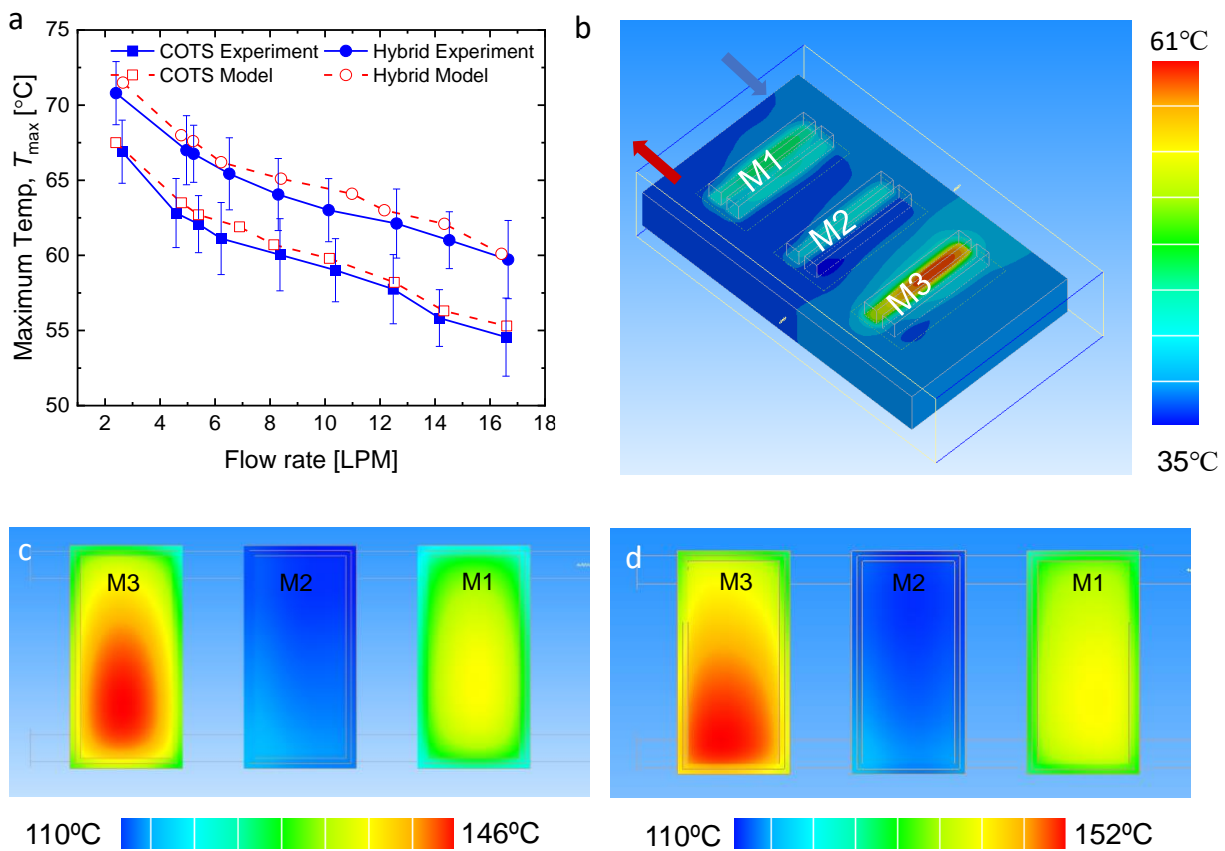 a
COTS Experiment
Hybrid Experiment
COTS Model
Hybrid Model
75
70
65
60
55
50
2 4 6 8 10 12 14 16 18
Maximum Temp, Tmax [°C]
Flow rate [LPM]
b
M1
M2
M3
61°C
35°C
c
M3 M2 M1
110ºC 146ºC
d
M3 M2 M1
110ºC 152ºC